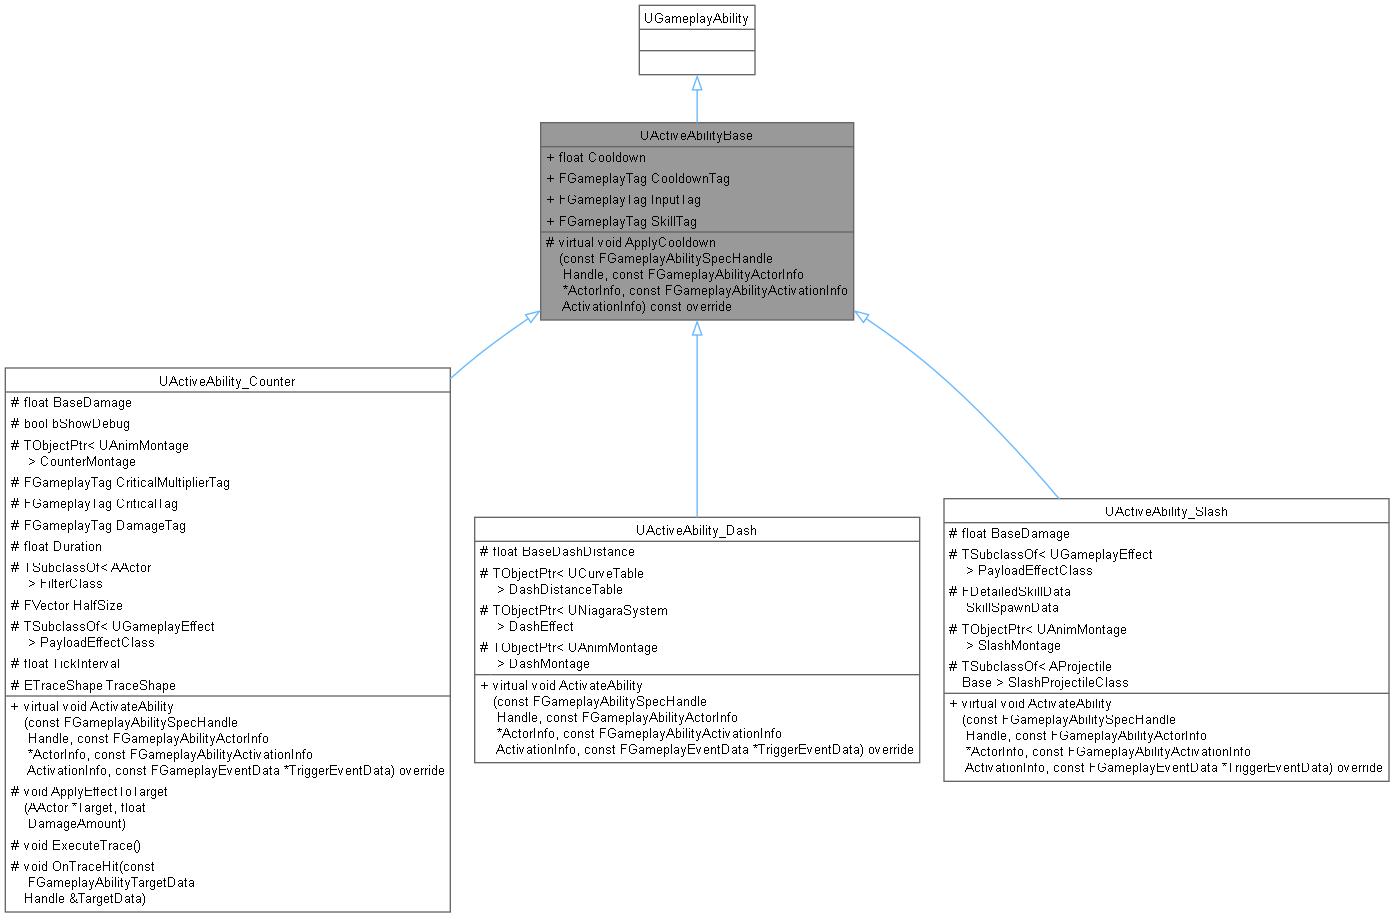 UGameplayAbility
UActiveAbilityBase
+ float Cooldown
+ FGameplayTag CooldownTag
+ FGameplayTag InputTag
+ FGameplayTag SkillTag
# virtual void ApplyCooldown
(const FGameplayAbilitySpecHandle
Handle, const FGameplayAbilityActorInfo
*ActorInfo, const FGameplayAbilityActivationInfo
ActivationInfo) const override
UActiveAbility_Counter
# float BaseDamage
# bool bShowDebug
# TObjectPtr< UAnimMontage
> CounterMontage
# FGameplayTag CriticalMultiplierTag
# FGameplayTag CriticalTag
# FGameplayTag DamageTag
# float Duration
# TSubclassOf< AActor
> FilterClass
# FVector HalfSize
# TSubclassOf< UGameplayEffect
> PayloadEffectClass
# float TickInterval
# ETraceShape TraceShape
+ virtual void ActivateAbility
(const FGameplayAbilitySpecHandle
Handle, const FGameplayAbilityActorInfo
*ActorInfo, const FGameplayAbilityActivationInfo
ActivationInfo, const FGameplayEventData *TriggerEventData) override
# void ApplyEffectToTarget
(AActor *Target, float
DamageAmount)
# void ExecuteTrace()
# void OnTraceHit(const
FGameplayAbilityTargetData
Handle &TargetData)
UActiveAbility_Dash
# float BaseDashDistance
# TObjectPtr< UCurveTable
> DashDistanceTable
# TObjectPtr< UNiagaraSystem
> DashEffect
# TObjectPtr< UAnimMontage
> DashMontage
+ virtual void ActivateAbility
(const FGameplayAbilitySpecHandle
Handle, const FGameplayAbilityActorInfo
*ActorInfo, const FGameplayAbilityActivationInfo
ActivationInfo, const FGameplayEventData *TriggerEventData) override
UActiveAbility_Slash
# float BaseDamage
# TSubclassOf< UGameplayEffect
> PayloadEffectClass
# FDetailedSkillData
SkillSpawnData
# TObjectPtr< UAnimMontage
> SlashMontage
# TSubclassOf< AProjectile
Base > SlashProjectileClass
+ virtual void ActivateAbility
(const FGameplayAbilitySpecHandle
Handle, const FGameplayAbilityActorInfo
*ActorInfo, const FGameplayAbilityActivationInfo
ActivationInfo, const FGameplayEventData *TriggerEventData) override